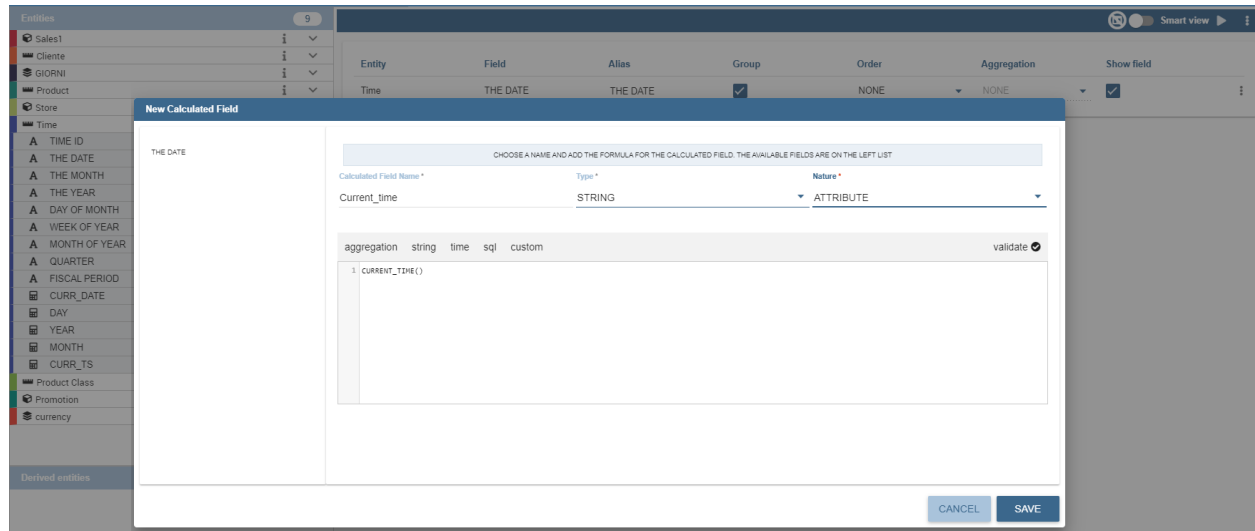 Entities 9
Smart view
Sales1
Cliente
GIORNI
Product
Store
Time
TIME ID
THE DATE
THE MONTH
THE YEAR
DAY OF MONTH
WEEK OF YEAR
MONTH OF YEAR
QUARTER
FISCAL PERIOD
CURR_DATE
DAY
YEAR
MONTH
CURR_TS
Product Class
Promotion
currency
Derived entities
Entity Field Alias Group Order Aggregation Show field
Time THE DATE THE DATE NONE NONE
New Calculated Field
THE DATE
CHOOSE A NAME AND ADD THE FORMULA FOR THE CALCULATED FIELD. THE AVAILABLE FIELDS ARE ON THE LEFT LIST
Calculated Field Name * Type * Nature *
Current_time STRING ATTRIBUTE
aggregation string time sql custom validate
1 CURRENT_TIME()
CANCEL SAVE